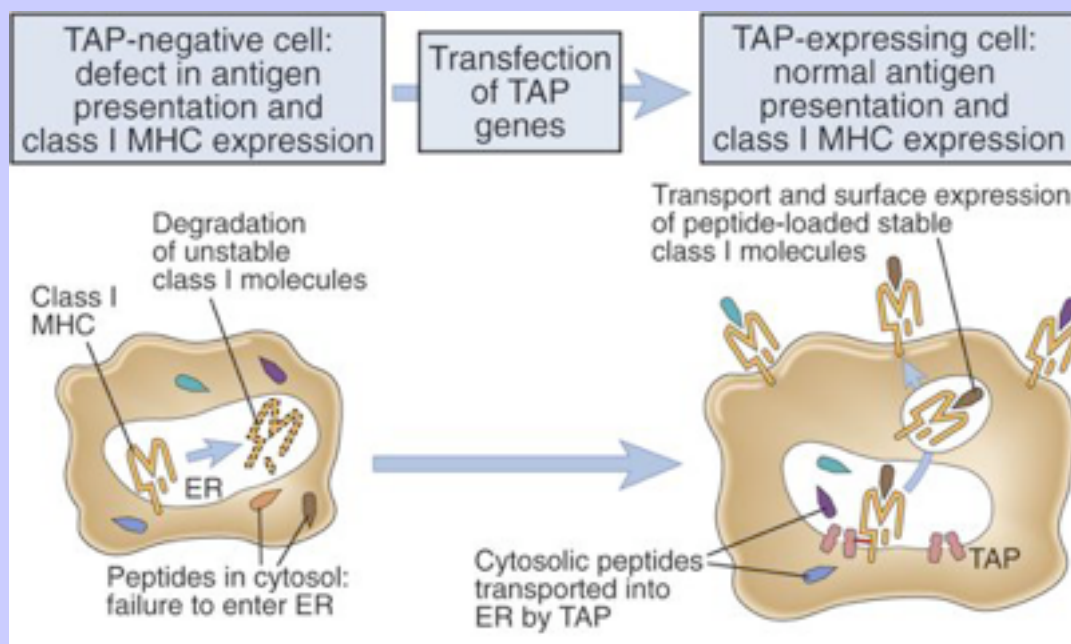 TAP-negative cell:
defect in antigen
presentation and
class I MHC expression
Transfection
of TAP
genes
TAP-expressing cell:
normal antigen
presentation and
class I MHC expression
Degradation
of unstable
class I molecules
Class I
MHC
ER
Peptides in cytosol:
failure to enter ER
Transport and surface expression
of peptide-loaded stable
class I molecules
Cytosolic peptides
transported into
ER by TAP
TAP